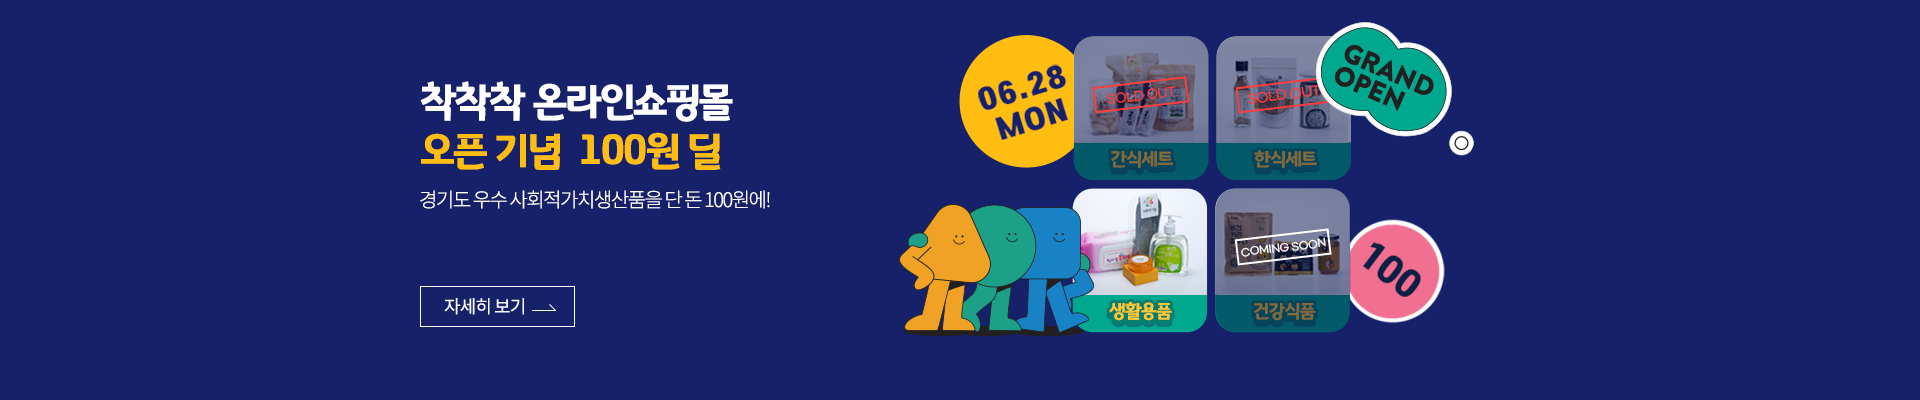 착착착 온라인쇼핑몰
오픈 기념 100원 딜
경기도 우수 사회적가치생산품을 단 돈 100원에!
자세히 보기
06.28
MON
SOLD OUT
간식세트
SOLD OUT
한식세트
GRAND
OPEN
생활용품
COMING SOON
건강식품
100